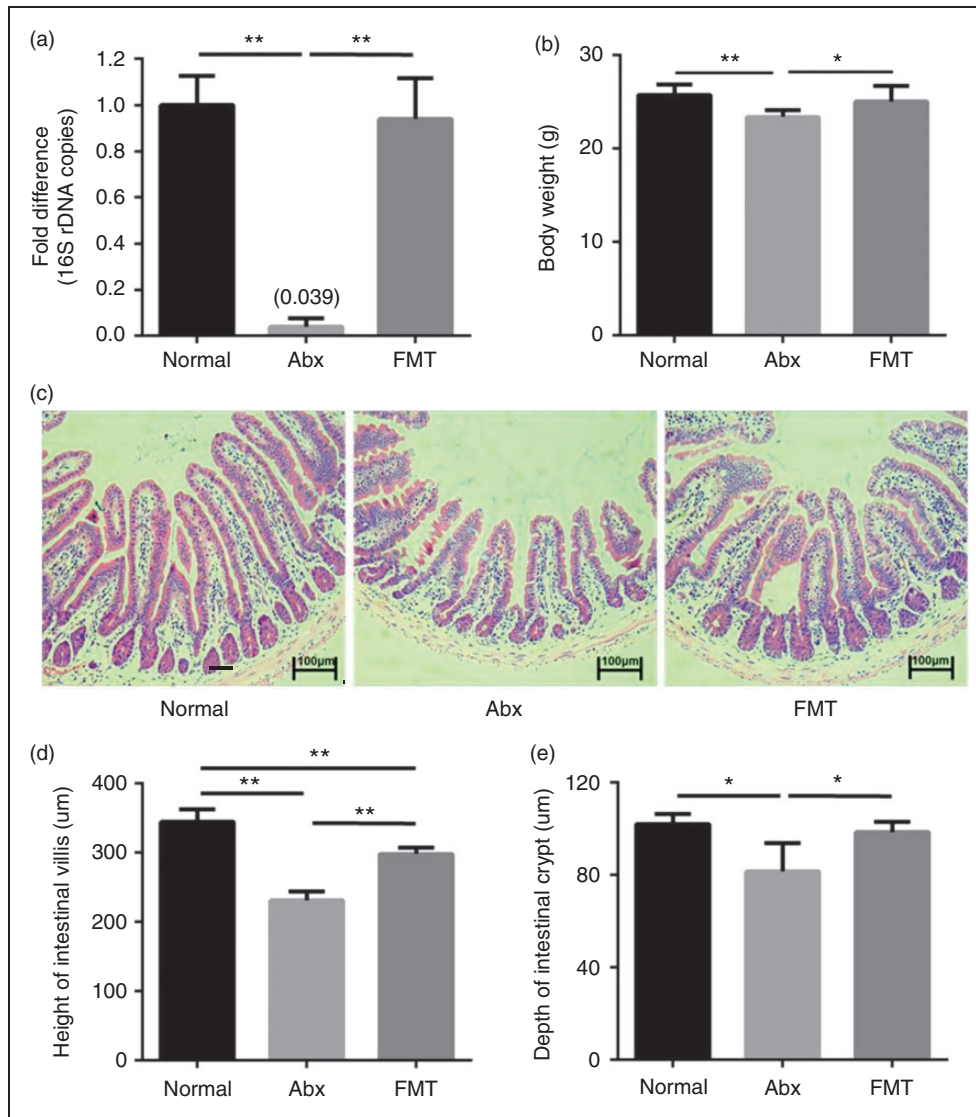 (a)
** **
1.2
1.0
0.8
0.6
0.4
0.2
0.0
Fold difference
(16S rDNA copies)
(0.039)
Normal Abx FMT
(b)
** *
30
20
10
0
Body weight (g)
Normal Abx FMT
(c)
100µm 100µm 100µm
Normal Abx FMT
(d)
**
** **
400
300
200
100
0
Height of intestinal villis (um)
Normal Abx FMT
(e)
* *
120
80
40
0
Depth of intestinal crypt (um)
Normal Abx FMT